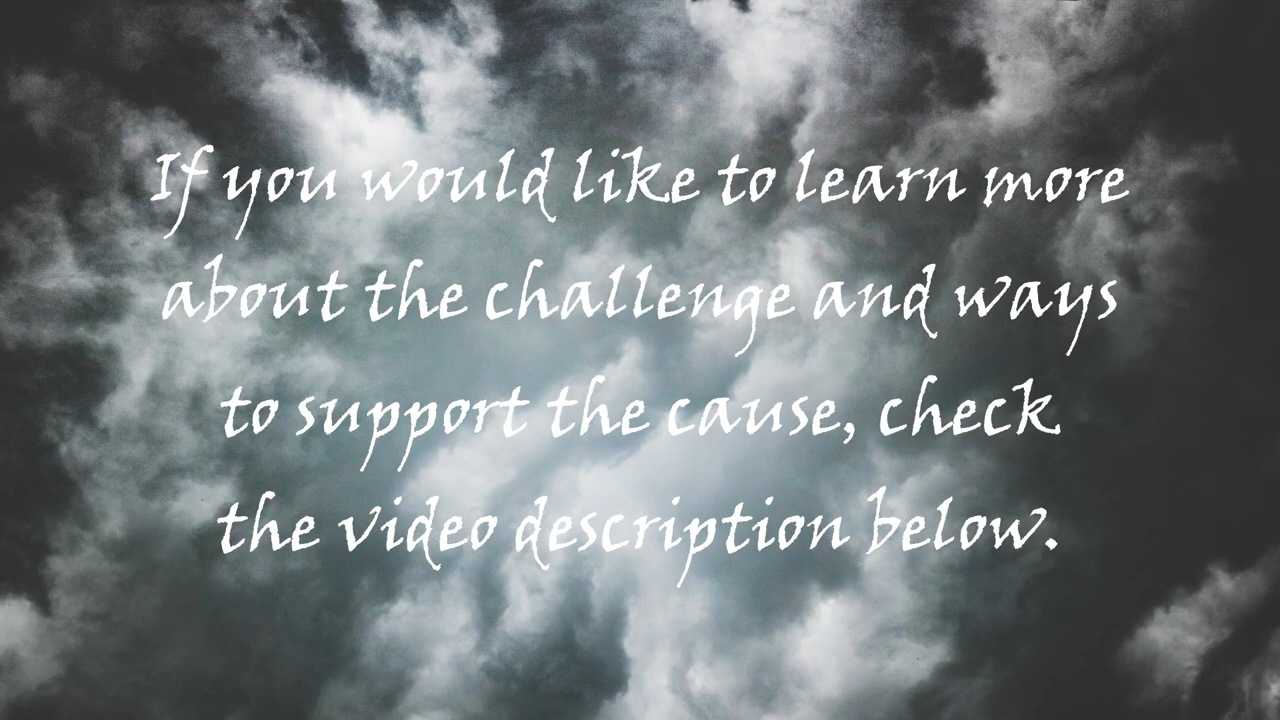 If you would like to learn more
about the challenge and ways
to support the cause, check
the video description below.